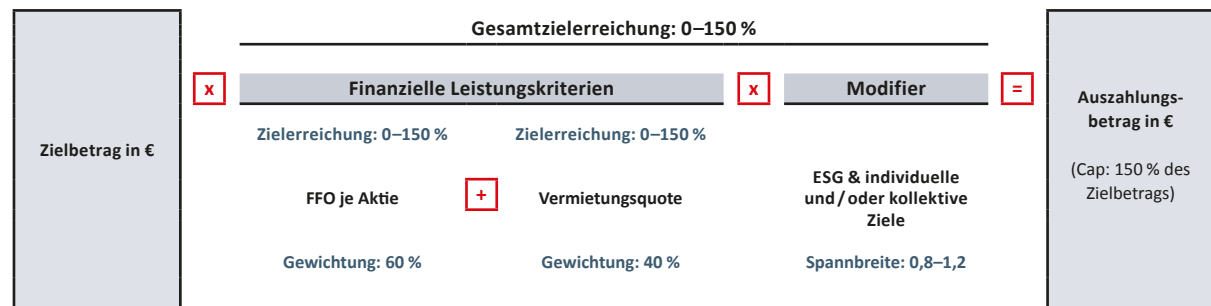 Gesamtzielerreichung: 0–150 %
Zielbetrag in €
x
Finanzielle Leistungskriterien
x
Modifier
=
Zielerreichung: 0–150 %
Zielerreichung: 0–150 %
FFO je Aktie
+
Vermietungsquote
ESG & individuelle
und / oder kollektive
Ziele
Gewichtung: 60 %
Gewichtung: 40 %
Spannbreite: 0,8–1,2
Auszahlungs-
betrag in €
(Cap: 150 % des
Zielbetrags)